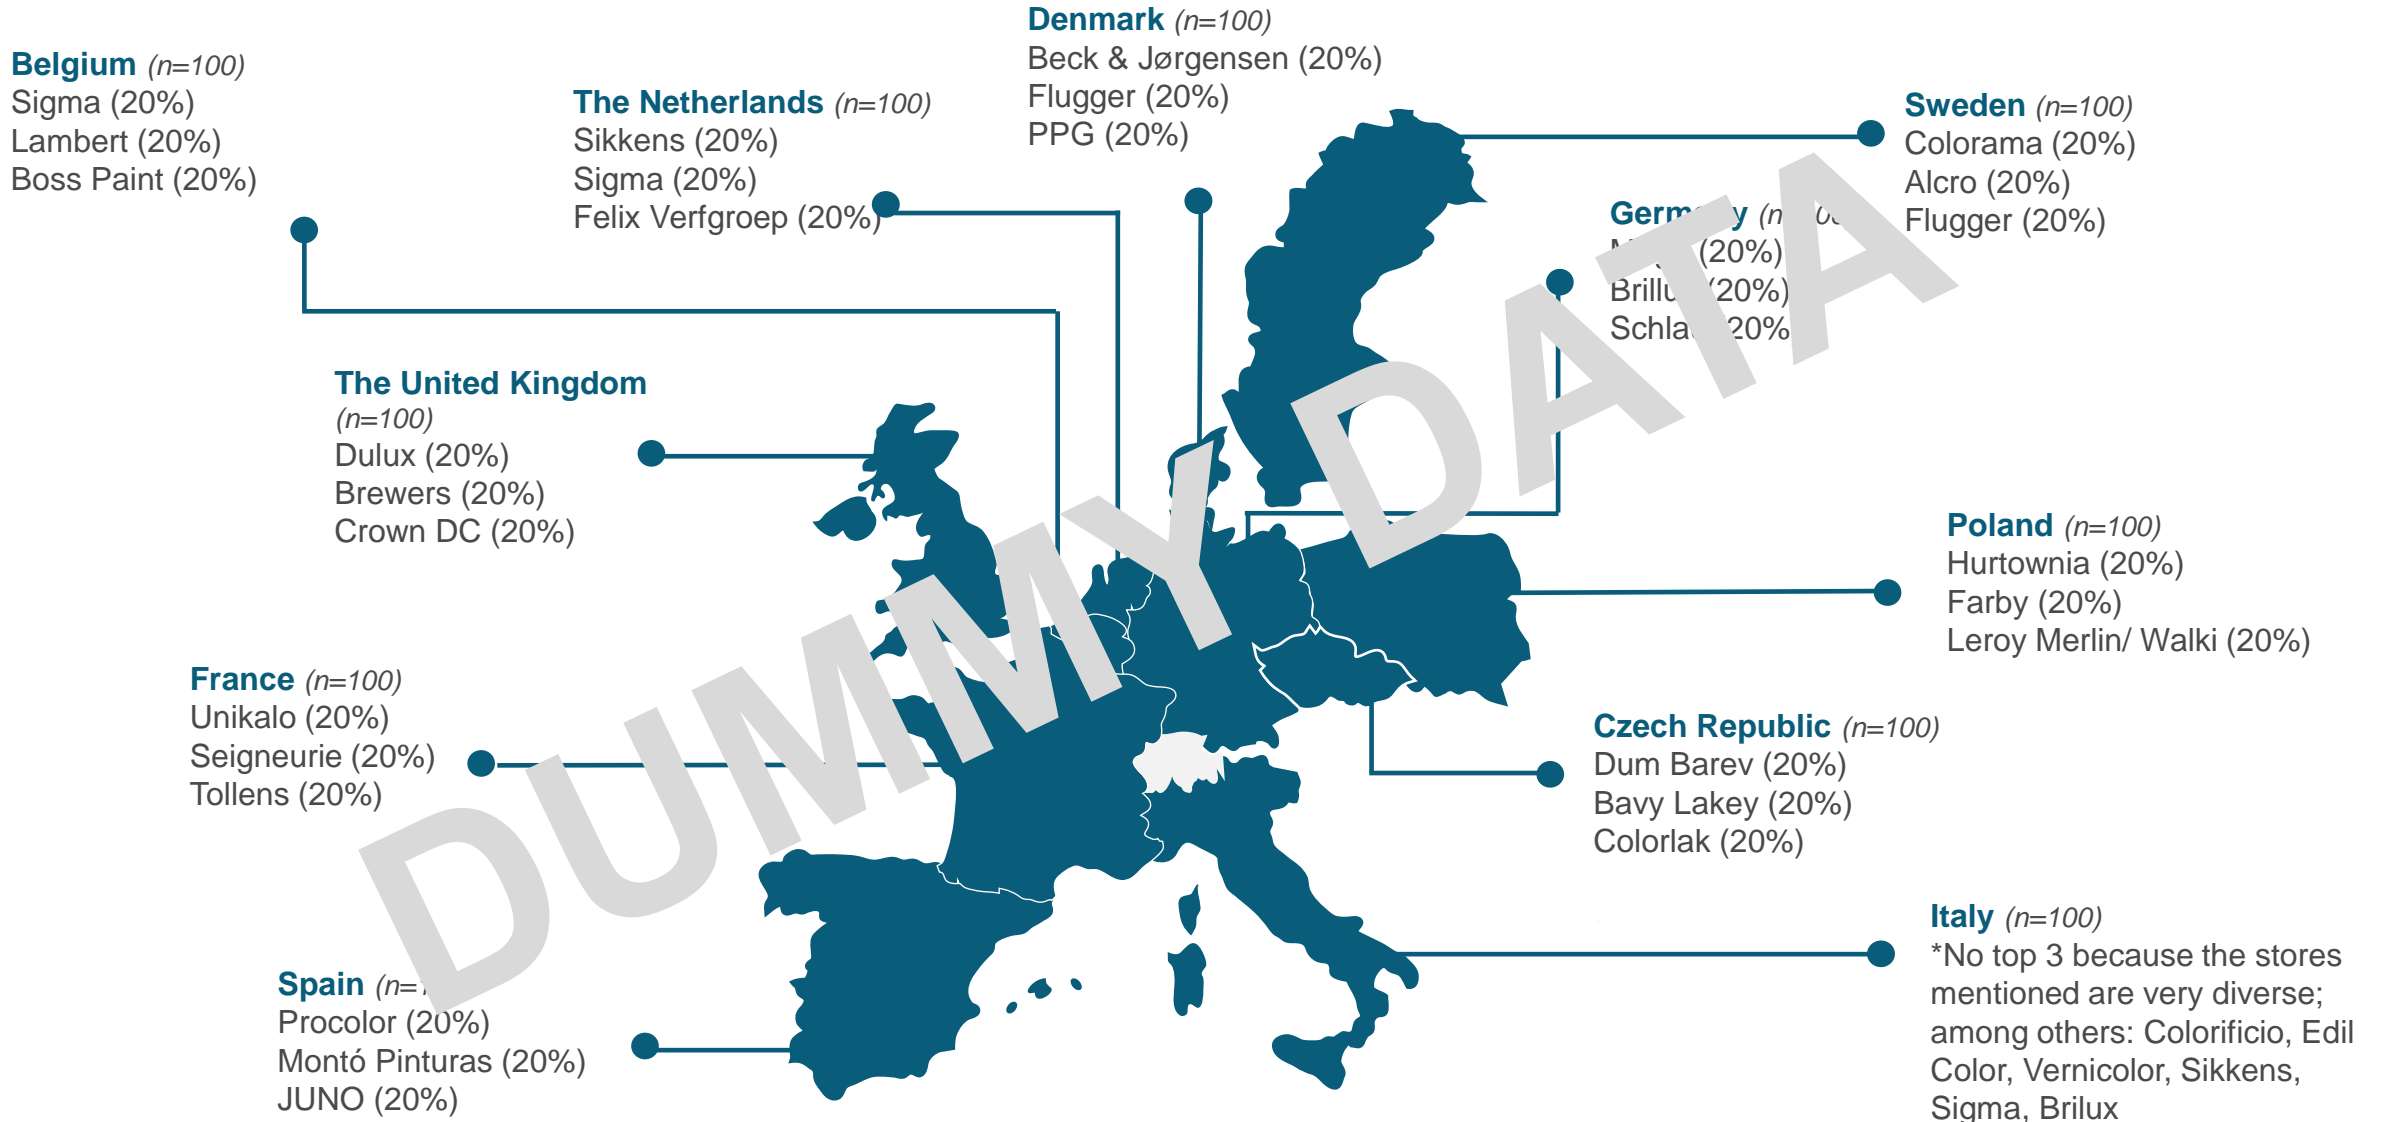 Denmark (n=100)
Beck & Jørgensen (20%)
Flugger (20%)
PPG (20%)
Belgium (n=100)
Sigma (20%)
Lambert (20%)
Boss Paint (20%)
The Netherlands (n=100)
Sikkens (20%)
Sigma (20%)
Felix Verfgroep (20%)
Sweden (n=100)
Colorama (20%)
Alcro (20%)
Flugger (20%)
Germany
(20%)
(20%)
20%
The United Kingdom
(n=100)
Dulux (20%)
Brewers (20%)
Crown DC (20%)
Poland (n=100)
Hurtownia (20%)
Farby (20%)
Leroy Merlin/ Walki (20%)
France (n=100)
Unikalo (20%)
Seigneurie (20%)
Tollens (20%)
Czech Republic (n=100)
Dum Barev (20%)
Bavy Lakey (20%)
Colorlak (20%)
Spain
Procolor (20%)
Montó Pinturas (20%)
JUNO (20%)
Italy (n=100)
*No top 3 because the stores
mentioned are very diverse;
among others: Colorificio, Edil
Color, Vernicolor, Sikkens,
Sigma, Brilux
DUMMY DATA